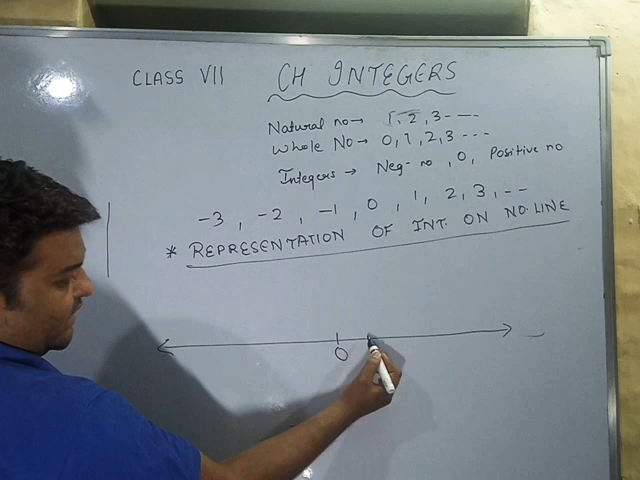 CLASS VII CH INTEGERS
Natural no → 1, 2, 3 - - -
Whole No → 0, 1, 2, 3 - - -
Integers → Neg- no, 0, Positive no
-3, -2, -1, 0, 1, 2, 3, - -
* REPRESENTATION OF INT. ON NO. LINE
0